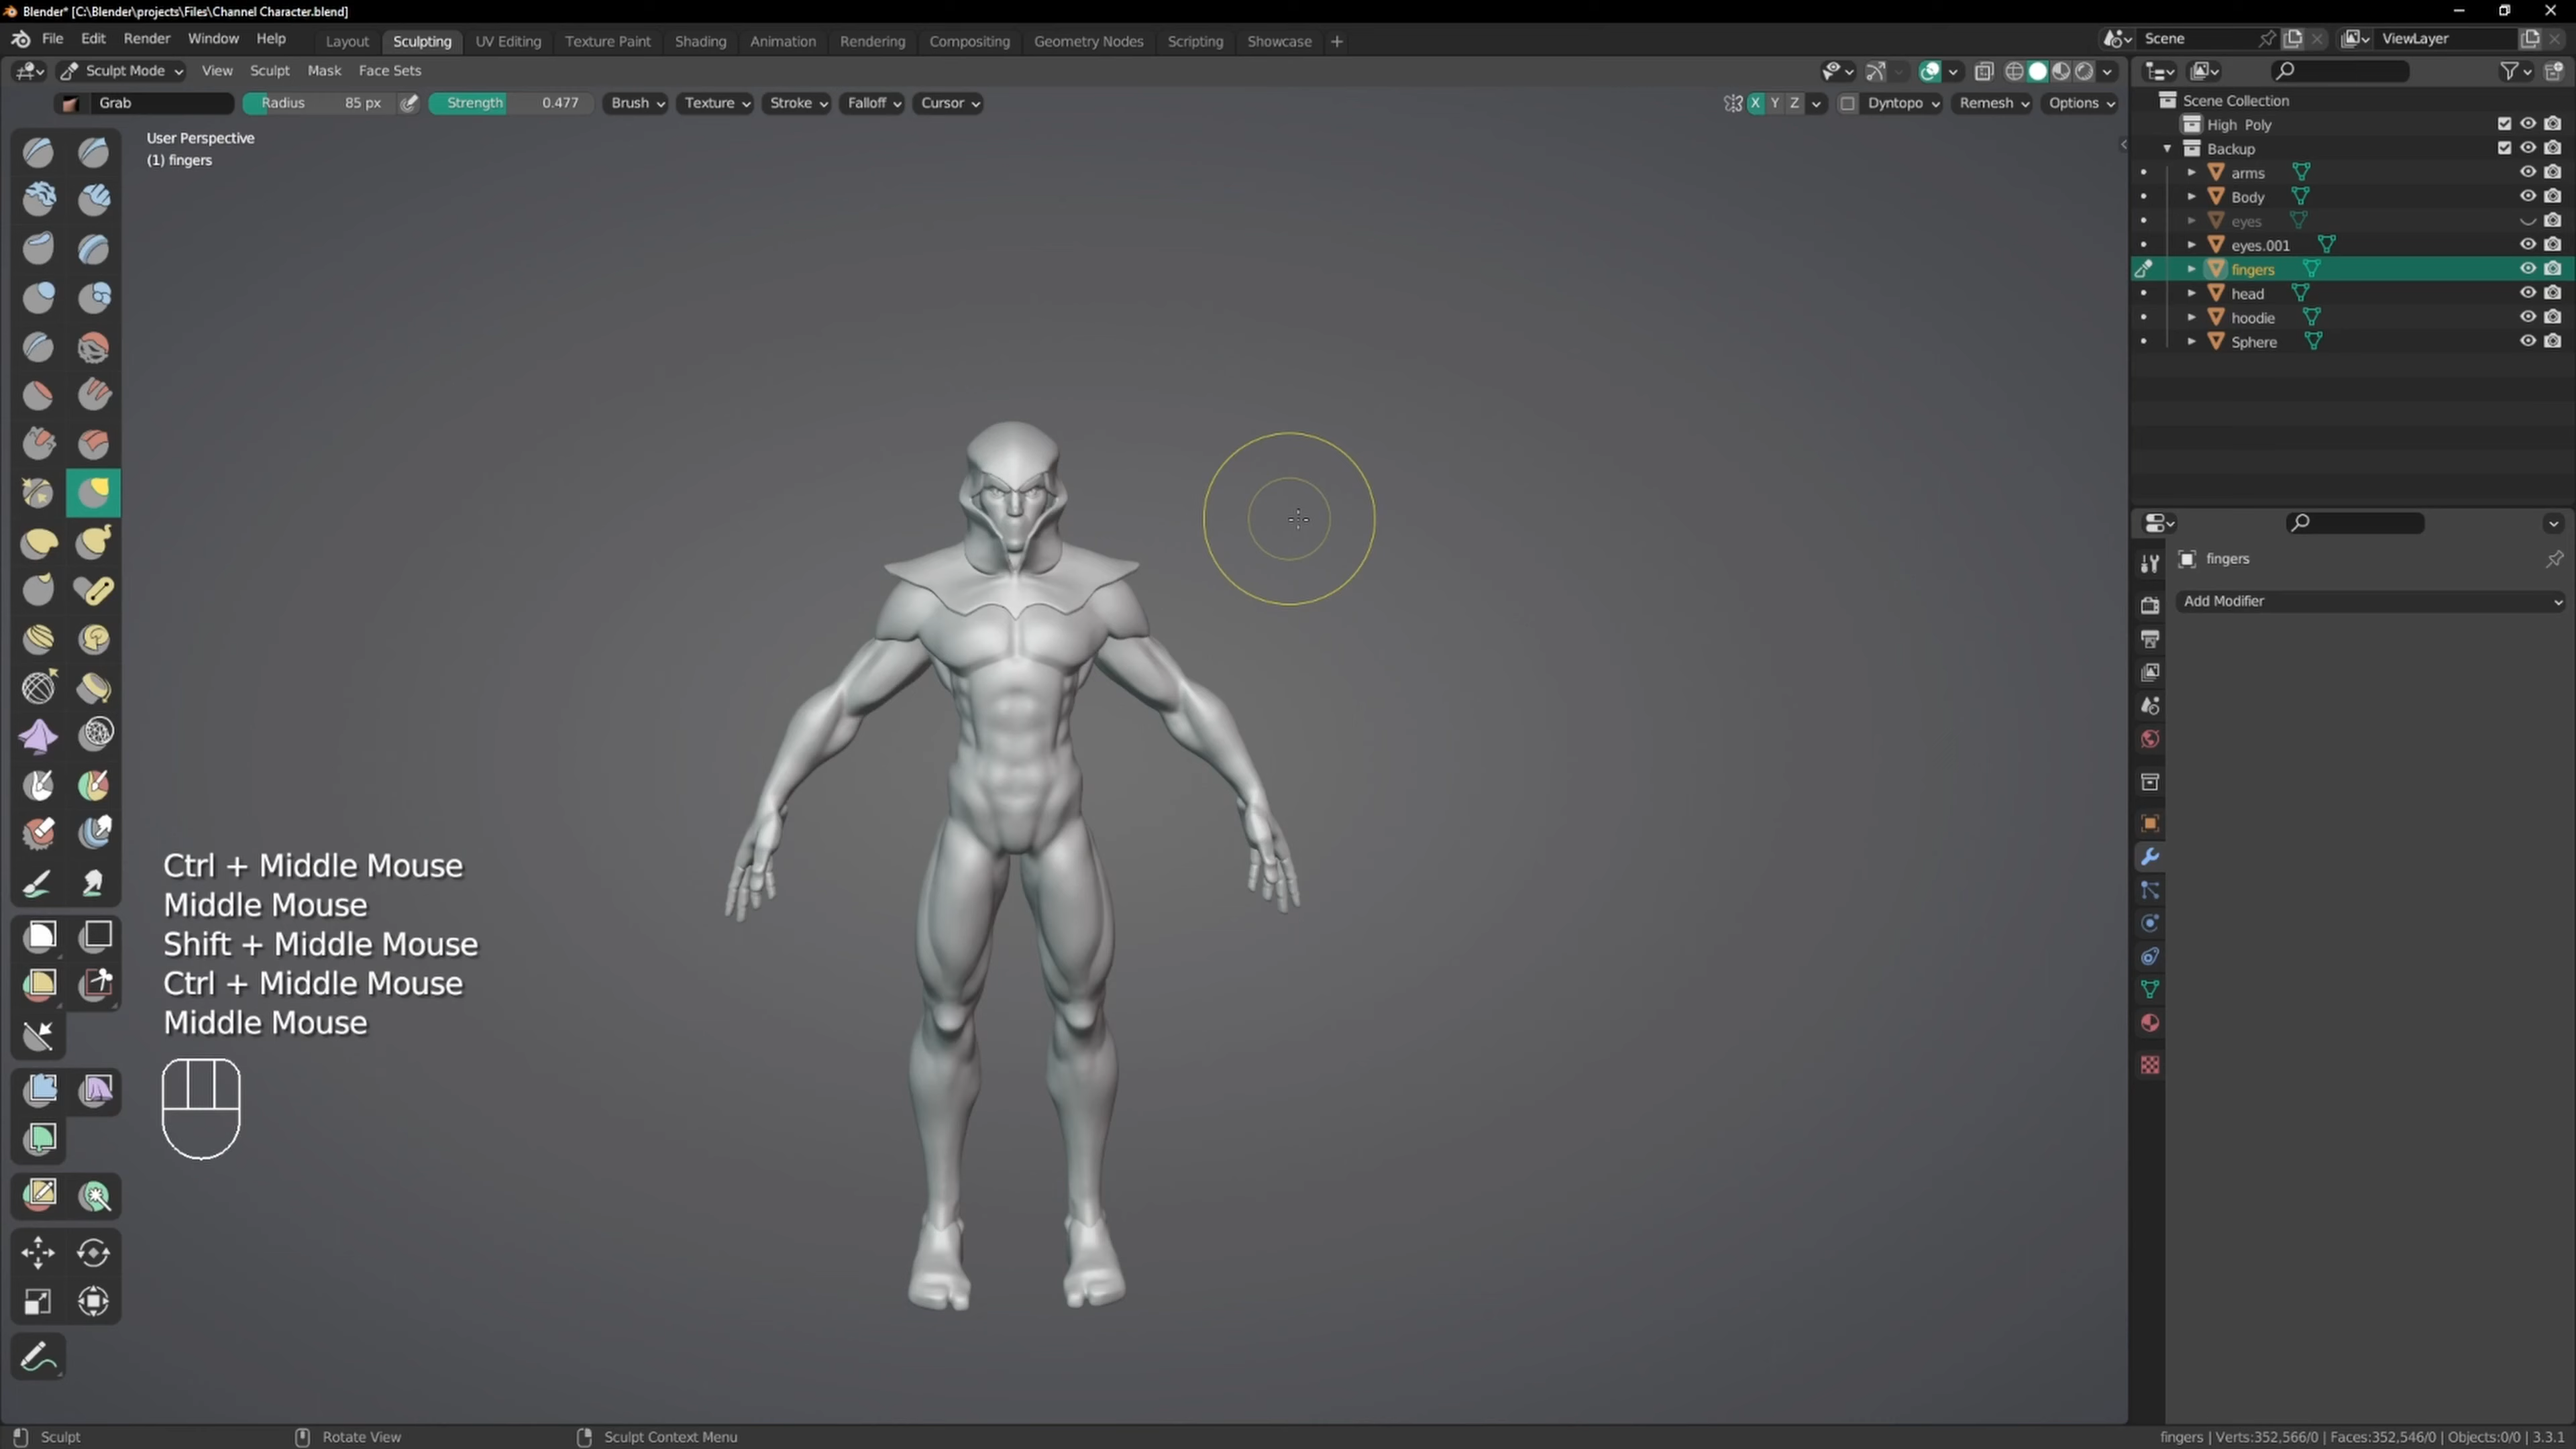 Blender* [C:\Blender\projects\Files\Channel Character.blend]
File Edit Render Window Help Layout Sculpting UV Editing Texture Paint Shading Animation Rendering Compositing Geometry Nodes Scripting Showcase + Scene ViewLayer
Sculpt Mode View Sculpt Mask Face Sets
Grab Radius 85 px Strength 0.477 Brush Texture Stroke Falloff Cursor X Y Z Dyntopo Remesh Options
User Perspective
(1) fingers
Scene Collection
High Poly
Backup
arms
Body
eyes
eyes.001
fingers
head
hoodie
Sphere
fingers
Add Modifier
Ctrl + Middle Mouse
Middle Mouse
Shift + Middle Mouse
Ctrl + Middle Mouse
Middle Mouse
Sculpt Rotate View Sculpt Context Menu fingers | Verts:352,566/0 | Faces:352,546/0 | Objects:0/0 | 3.3.1